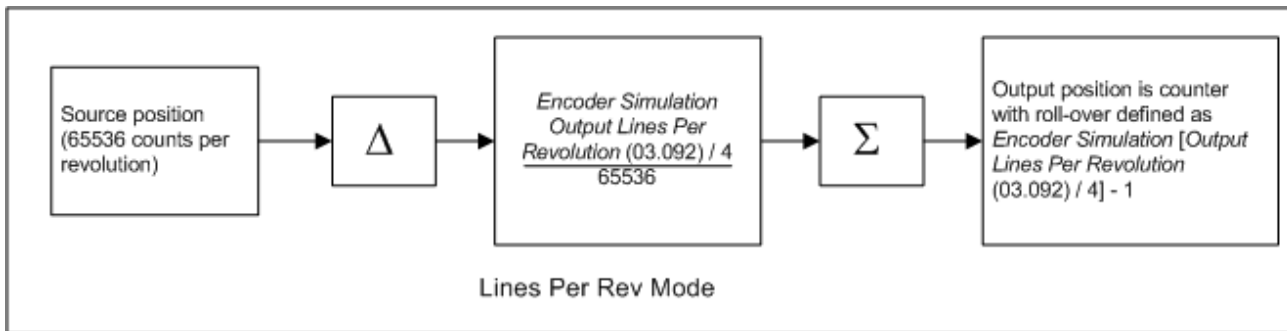 Source position
(65536 counts per
revolution)
Δ
Encoder Simulation
Output Lines Per
Revolution (03.092) / 4
65536
Σ
Output position is counter
with roll-over defined as
Encoder Simulation [Output
Lines Per Revolution
(03.092) / 4] - 1
Lines Per Rev Mode